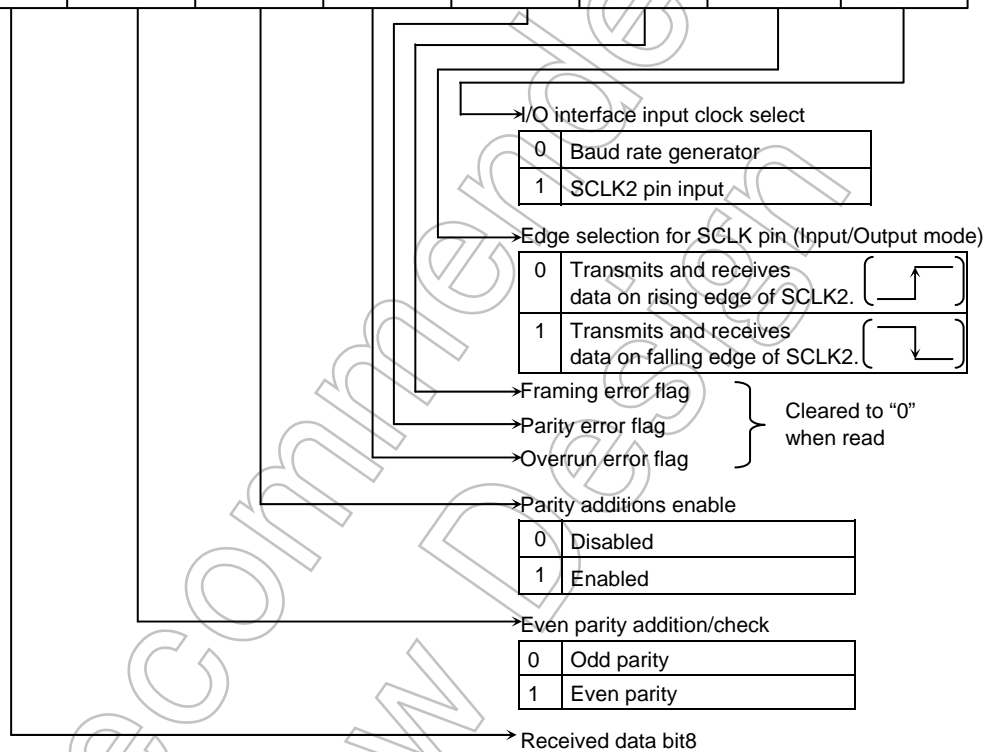 I/O interface input clock select
0 Baud rate generator
1 SCLK2 pin input
Edge selection for SCLK pin (Input/Output mode)
0 Transmits and receives
data on rising edge of SCLK2.
1 Transmits and receives
data on falling edge of SCLK2.
Framing error flag
Parity error flag
Overrun error flag
Cleared to “0”
when read
Parity additions enable
0 Disabled
1 Enabled
Even parity addition/check
0 Odd parity
1 Even parity
Received data bit8
ecommende
w Design